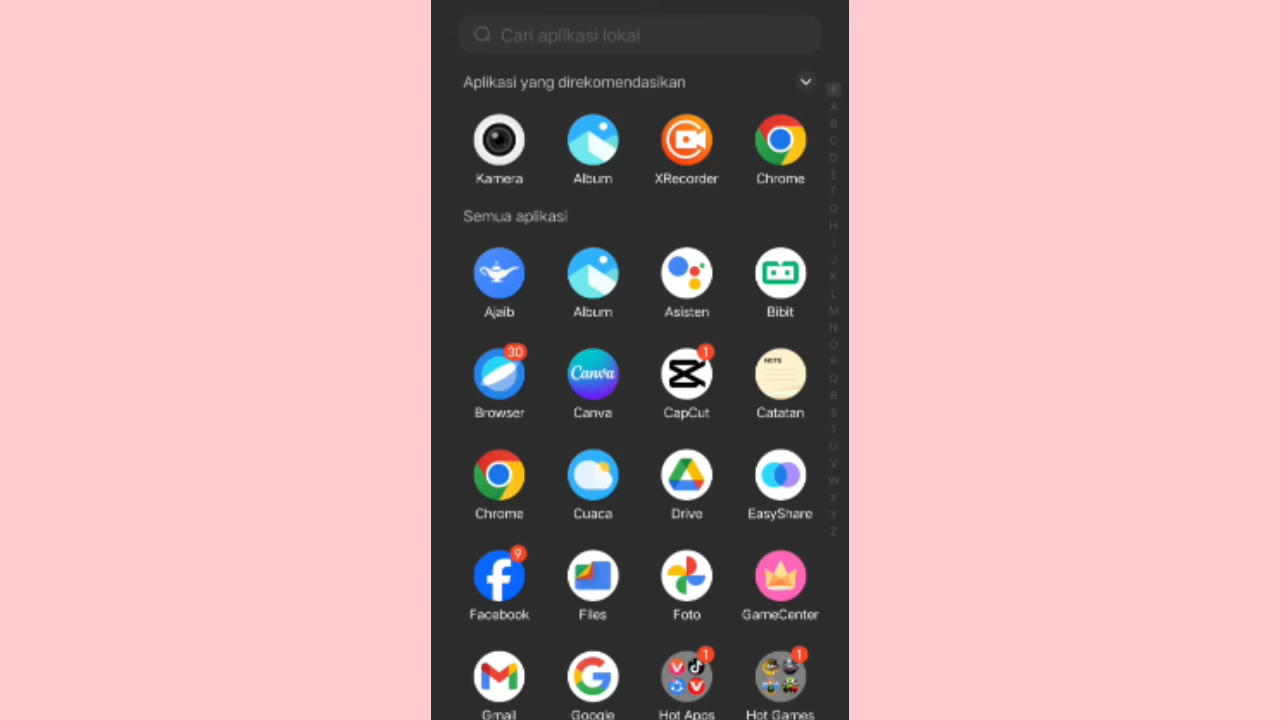 Cari aplikasi lokal
Aplikasi yang direkomendasikan
Kamera Album XRecorder Chrome
Semua aplikasi
Ajaib Album Asisten Bibit
30 Canva 1 NOTE
Browser Canva CapCut Catatan
Chrome Cuaca Drive EasyShare
9
Facebook Files Foto GameCenter
1 1
Gmail Google Hot Apps Hot Games
#
A
B
C
D
E
F
G
H
I
J
K
L
M
N
O
P
Q
R
S
T
U
V
W
X
Y
Z